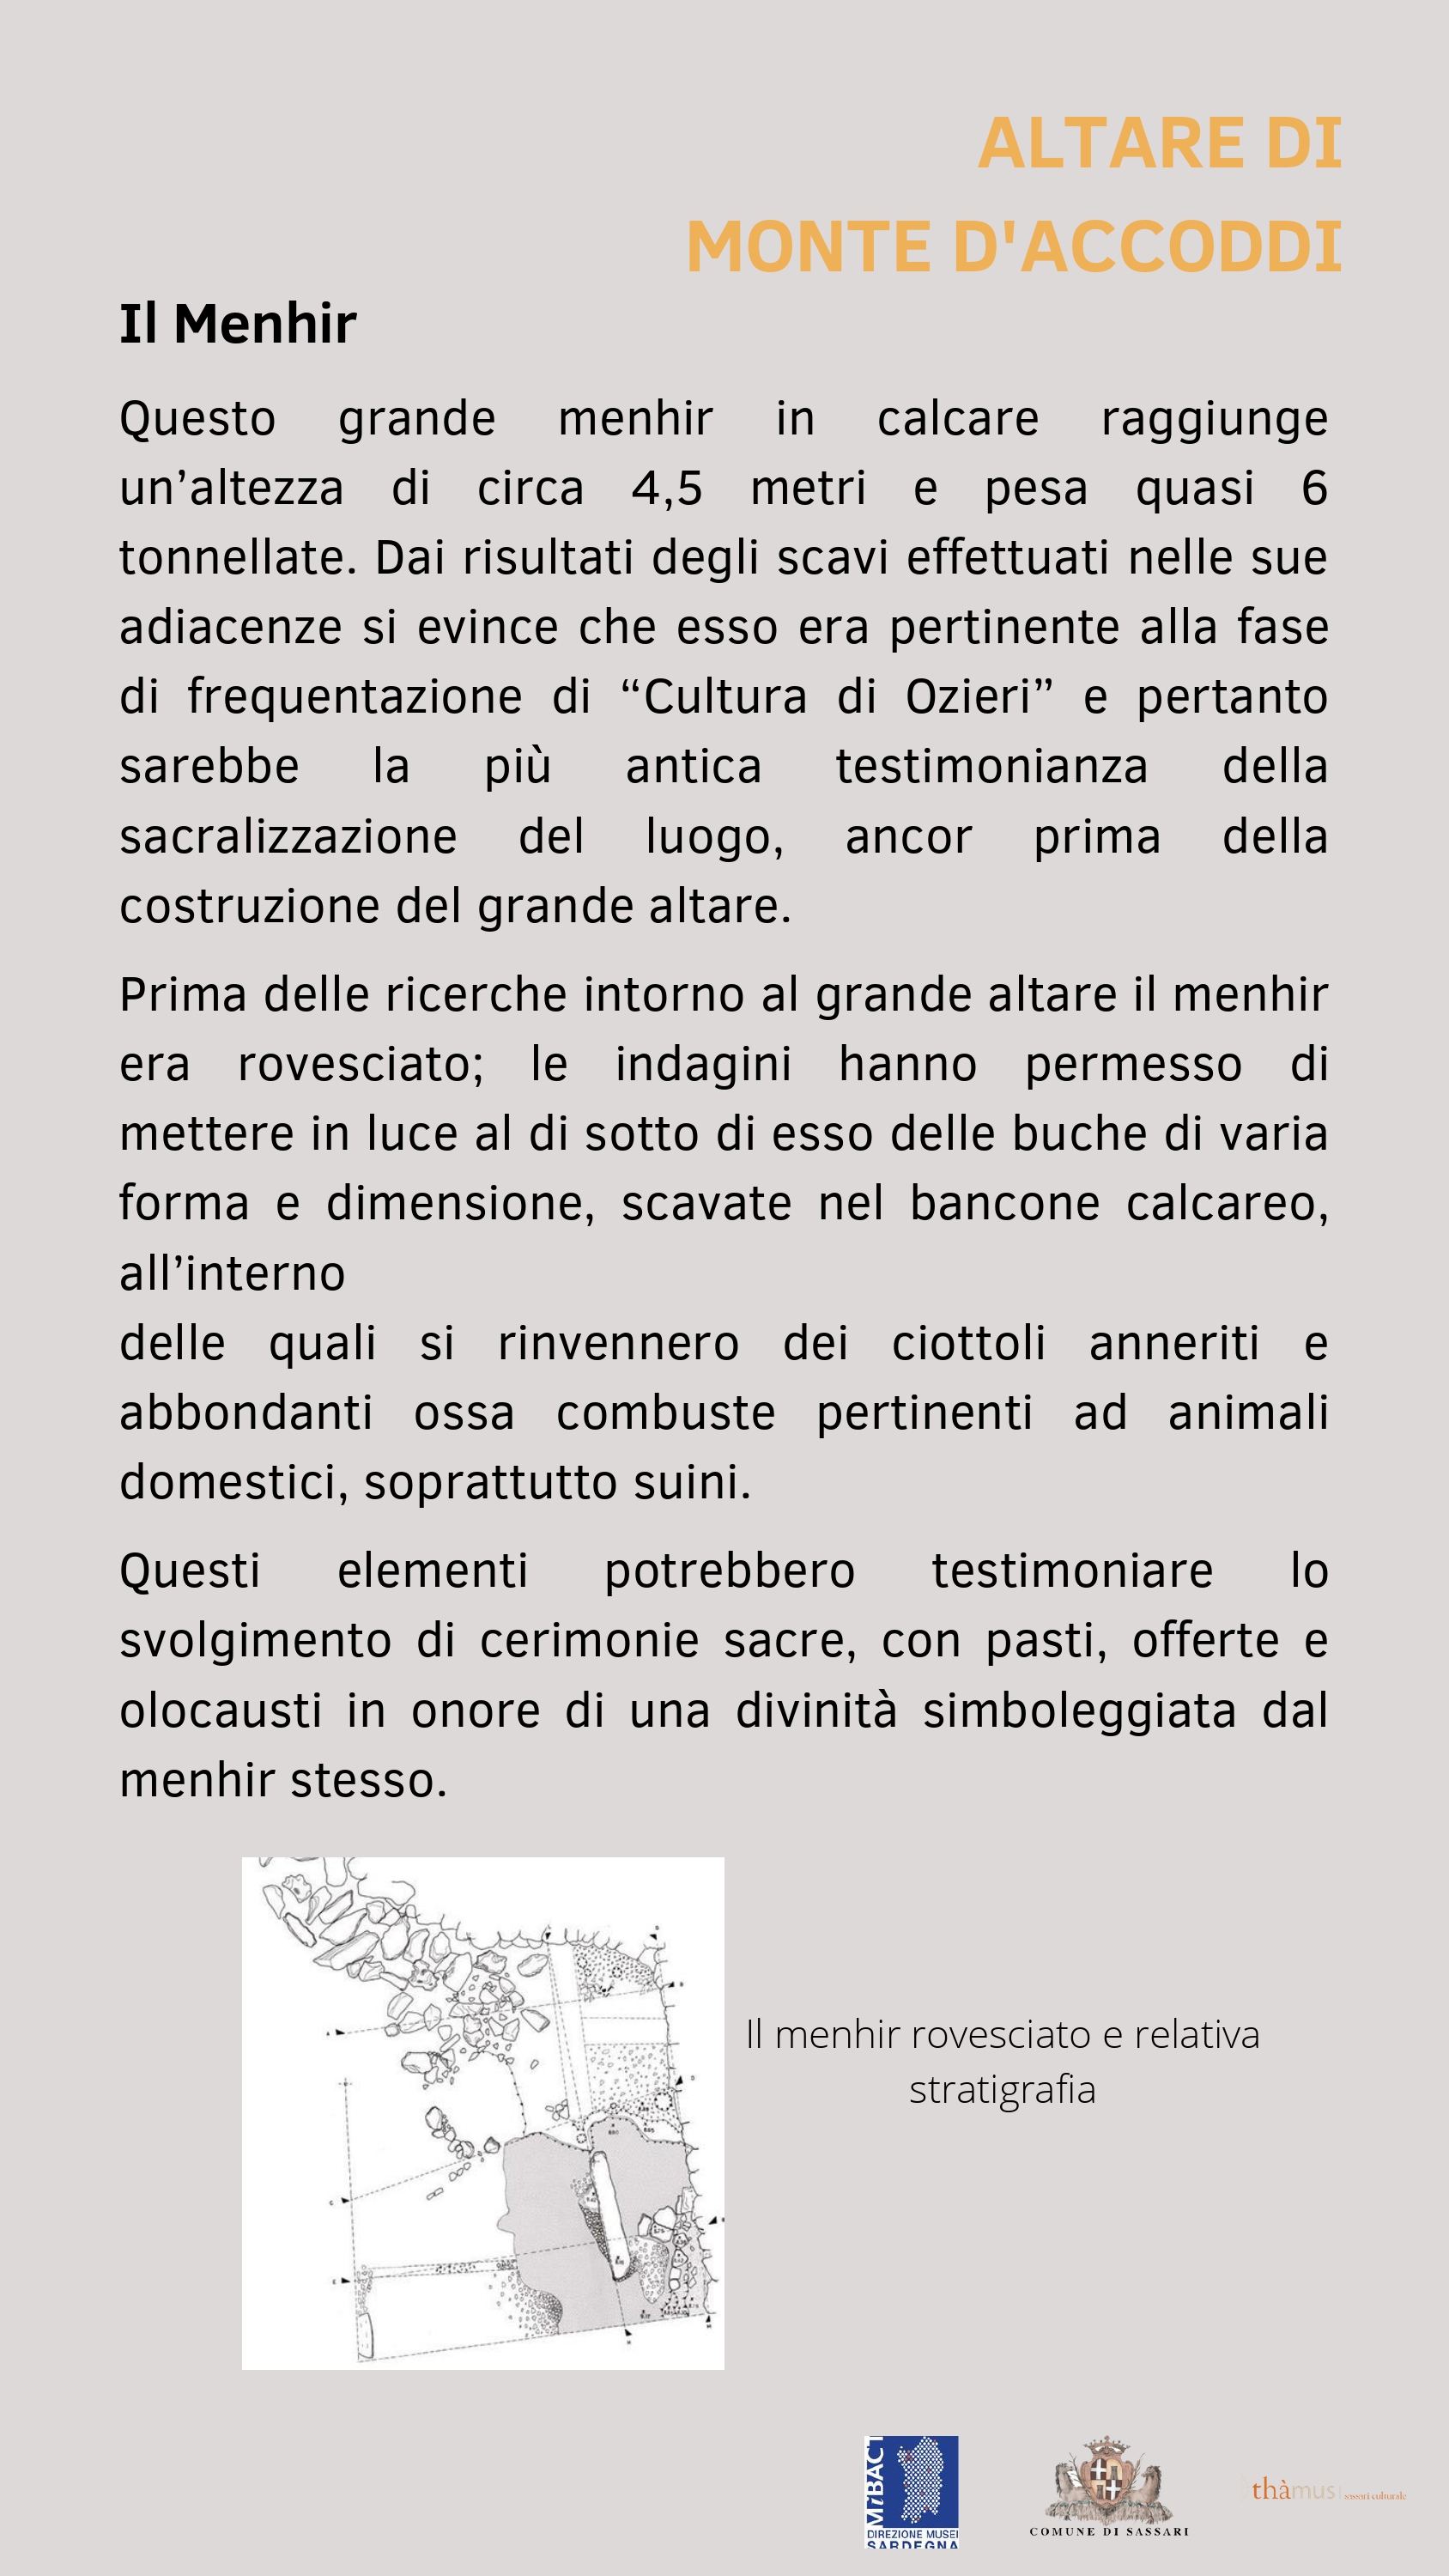 ALTARE DI
MONTE D'ACCODDI
Il Menhir
Questo grande menhir in calcare raggiunge
un’altezza di circa 4,5 metri e pesa quasi 6
tonnellate. Dai risultati degli scavi effettuati nelle sue
adiacenze si evince che esso era pertinente alla fase
di frequentazione di “Cultura di Ozieri” e pertanto
sarebbe la più antica testimonianza della
sacralizzazione del luogo, ancor prima della
costruzione del grande altare.
Prima delle ricerche intorno al grande altare il menhir
era rovesciato; le indagini hanno permesso di
mettere in luce al di sotto di esso delle buche di varia
forma e dimensione, scavate nel bancone calcareo,
all’interno
delle quali si rinvennero dei ciottoli anneriti e
abbondanti ossa combuste pertinenti ad animali
domestici, soprattutto suini.
Questi elementi potrebbero testimoniare lo
svolgimento di cerimonie sacre, con pasti, offerte e
olocausti in onore di una divinità simboleggiata dal
menhir stesso.
Il menhir rovesciato e relativa
stratigrafia
MiBACT
DIREZIONE MUSEI
SARDEGNA
COMUNE DI SASSARI
thàmus | sassari culturale